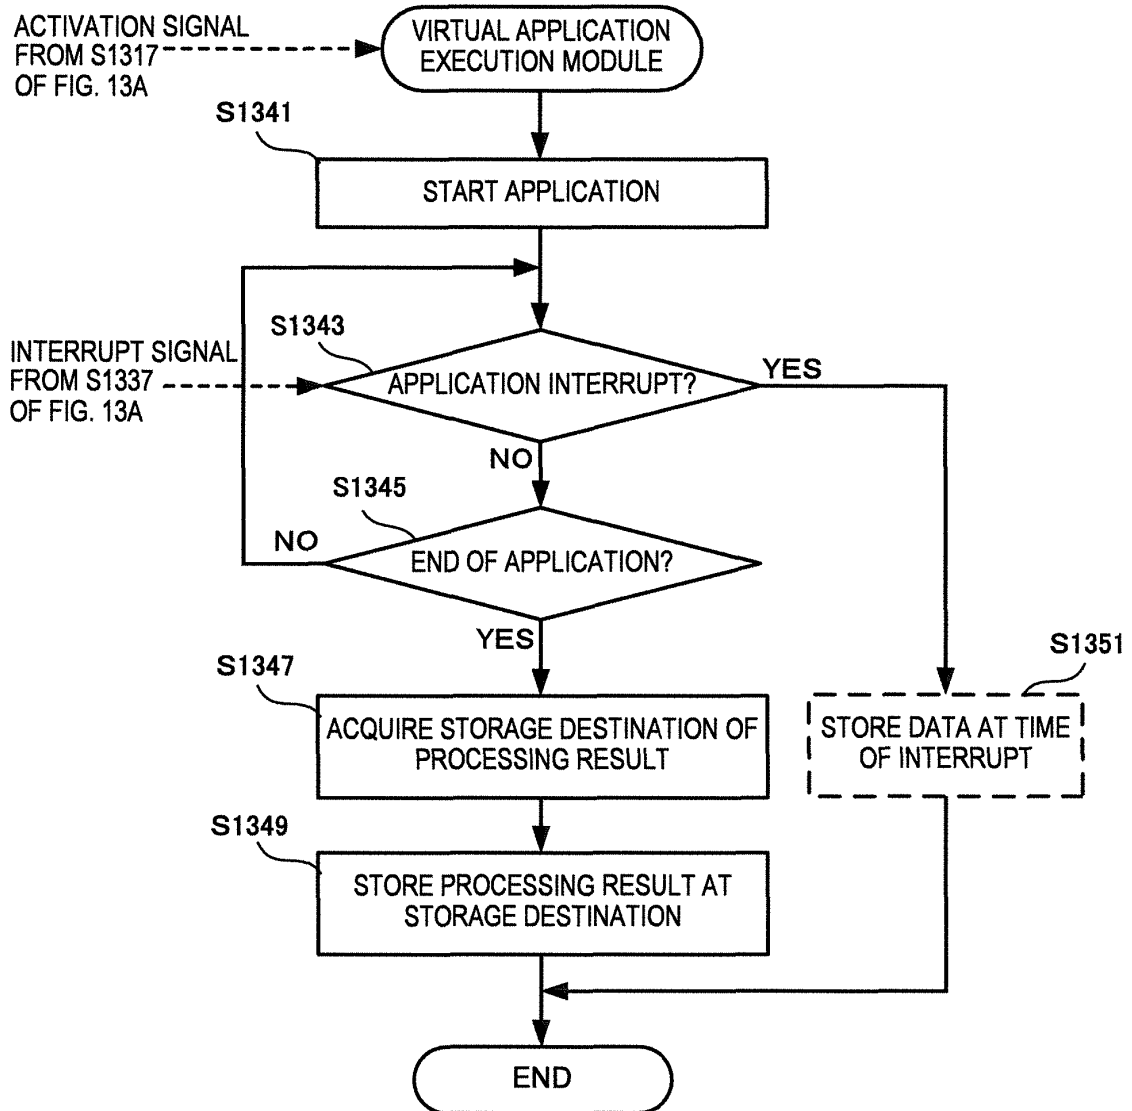 ACTIVATION SIGNAL
FROM S1317
OF FIG. 13A
VIRTUAL APPLICATION
EXECUTION MODULE
S1341
START APPLICATION
S1343
INTERRUPT SIGNAL
FROM S1337
OF FIG. 13A
APPLICATION INTERRUPT?
YES
NO
S1345
NO
END OF APPLICATION?
YES
S1347
ACQUIRE STORAGE DESTINATION OF
PROCESSING RESULT
S1351
STORE DATA AT TIME
OF INTERRUPT
S1349
STORE PROCESSING RESULT AT
STORAGE DESTINATION
END